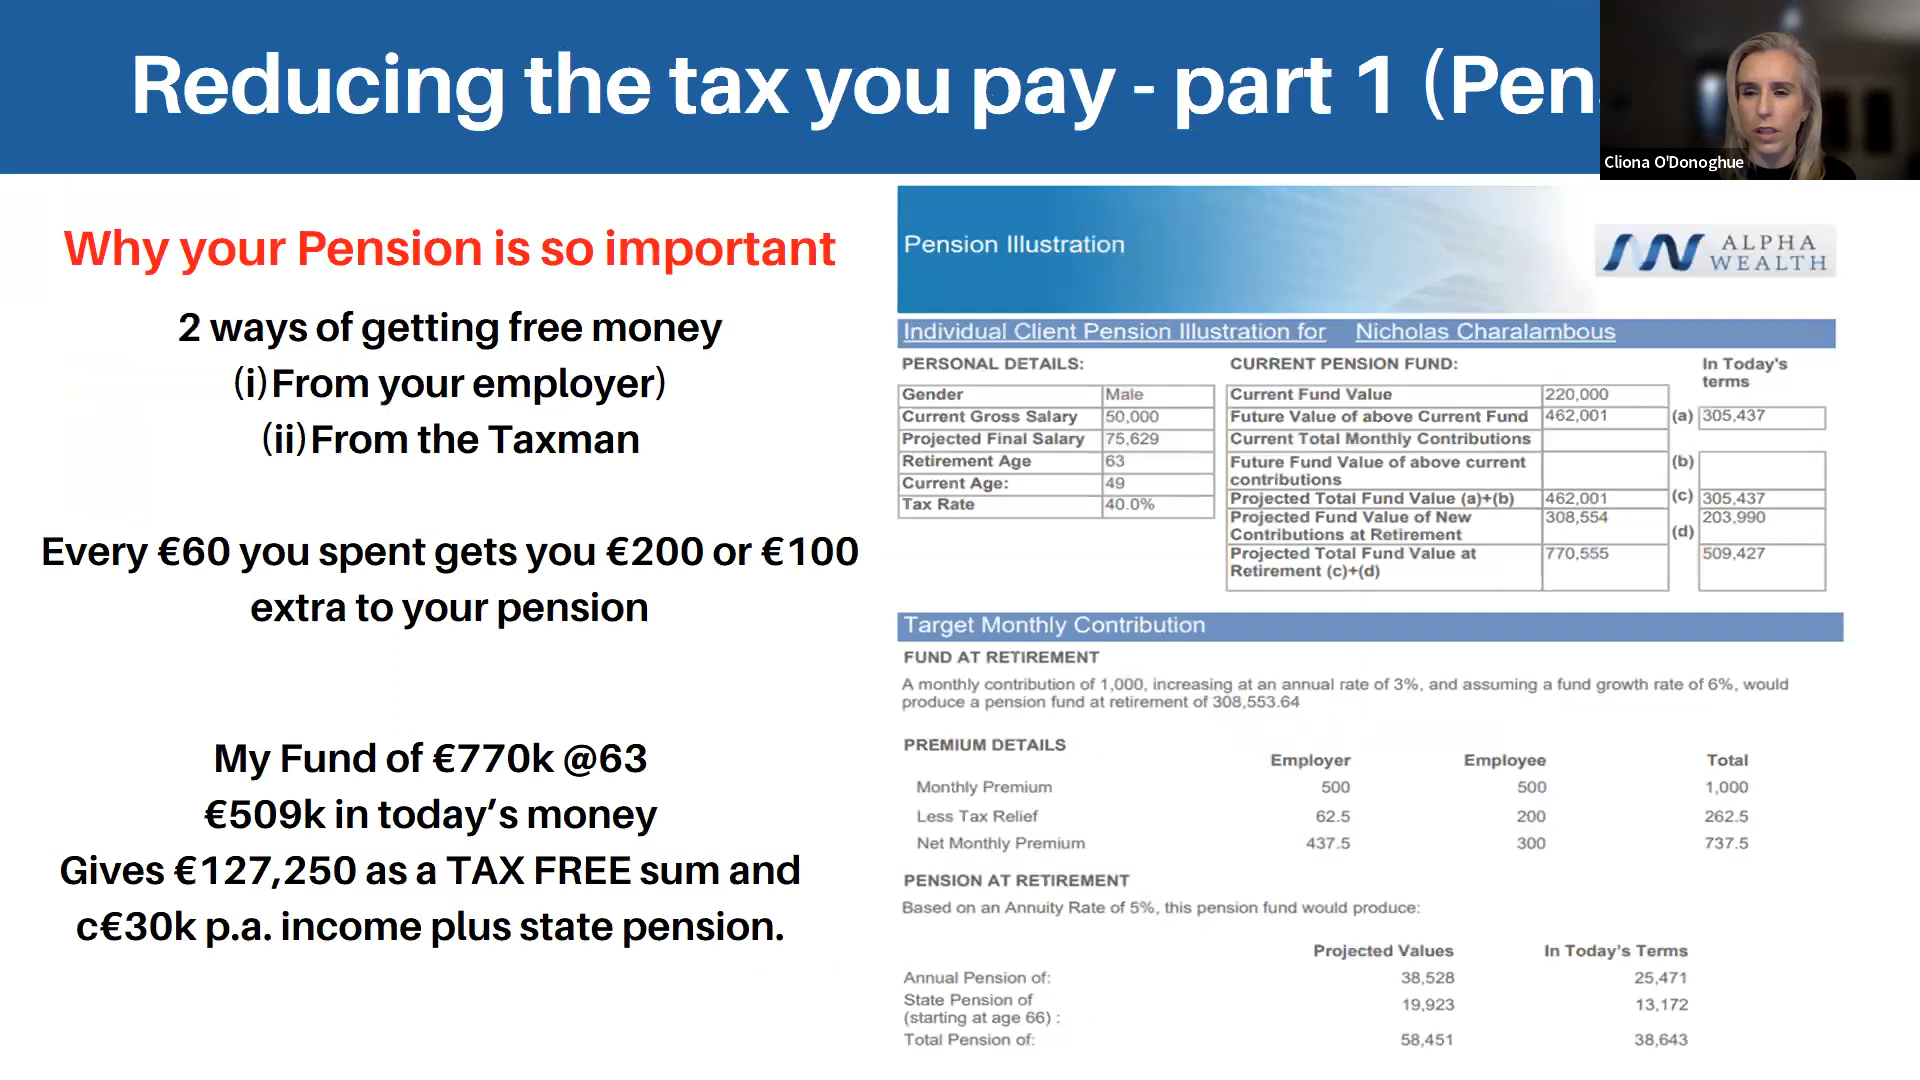 Reducing the tax you pay - part 1 (Pen
Cliona O'Donoghue
Why your Pension is so important
2 ways of getting free money
(i)From your employer)
(ii)From the Taxman
Every €60 you spent gets you €200 or €100
extra to your pension
My Fund of €770k @63
€509k in today's money
Gives €127,250 as a TAX FREE sum and
c€30k p.a. income plus state pension.
Pension Illustration
ALPHA
WEALTH
Individual Client Pension Illustration for Nicholas Charalambous
PERSONAL DETAILS:
Gender Male
Current Gross Salary 50,000
Projected Final Salary 75,629
Retirement Age 63
Current Age: 49
Tax Rate 40.0%
CURRENT PENSION FUND:
In Today's
terms
Current Fund Value 220,000
Future Value of above Current Fund 462,001 (a) 305,437
Current Total Monthly Contributions
Future Fund Value of above current (b)
contributions
Projected Total Fund Value (a)+(b) 462,001 (c) 305,437
Projected Fund Value of New 308,554 203,990
Contributions at Retirement (d)
Projected Total Fund Value at 770,555 509,427
Retirement (c)+(d)
Target Monthly Contribution
FUND AT RETIREMENT
A monthly contribution of 1,000, increasing at an annual rate of 3%, and assuming a fund growth rate of 6%, would
produce a pension fund at retirement of 308,553.64
PREMIUM DETAILS
Employer Employee Total
Monthly Premium 500 500 1,000
Less Tax Relief 62.5 200 262.5
Net Monthly Premium 437.5 300 737.5
PENSION AT RETIREMENT
Based on an Annuity Rate of 5%, this pension fund would produce:
Projected Values In Today's Terms
Annual Pension of: 38,528 25,471
State Pension of 19,923 13,172
(starting at age 66) :
Total Pension of: 58,451 38,643